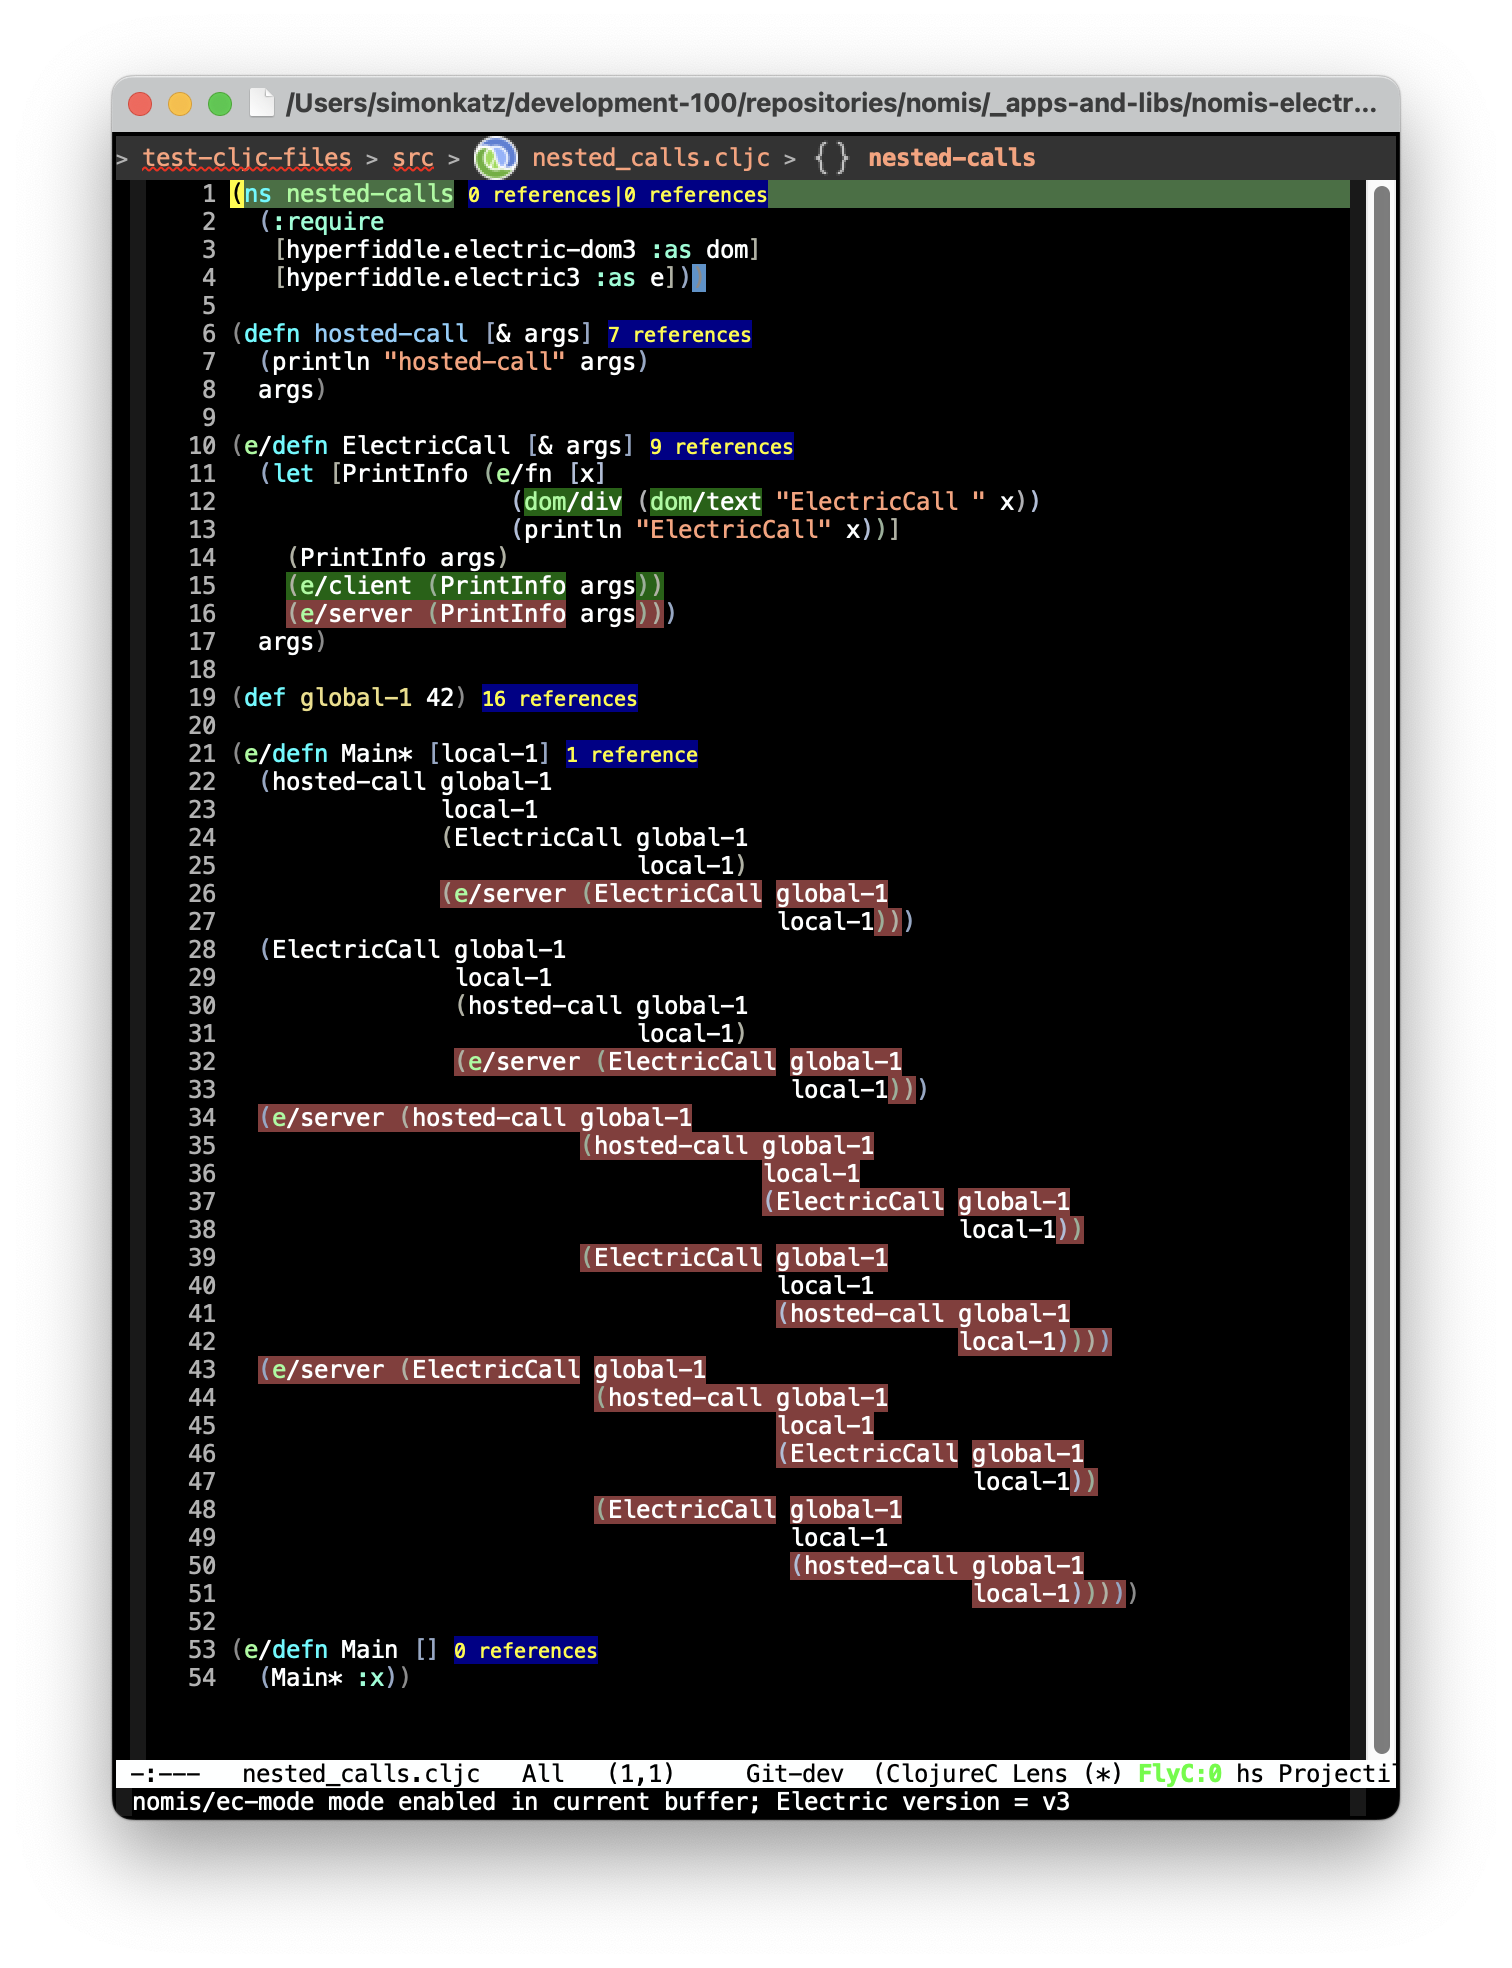 /Users/simonkatz/development-100/repositories/nomis/_apps-and-libs/nomis-electr...
> test-cljc-files > src > nested_calls.cljc > {} nested-calls
1 (ns nested-calls 0 references|0 references
2   (:require
3    [hyperfiddle.electric-dom3 :as dom]
4    [hyperfiddle.electric3 :as e]))
5
6 (defn hosted-call [& args] 7 references
7   (println "hosted-call" args)
8   args)
9
10 (e/defn ElectricCall [& args] 9 references
11   (let [PrintInfo (e/fn [x]
12                     (dom/div (dom/text "ElectricCall " x))
13                     (println "ElectricCall" x))]
14     (PrintInfo args)
15     (e/client (PrintInfo args))
16     (e/server (PrintInfo args)))
17   args)
18
19 (def global-1 42) 16 references
20
21 (e/defn Main* [local-1] 1 reference
22   (hosted-call global-1
23                local-1
24                (ElectricCall global-1
25                              local-1)
26                (e/server (ElectricCall global-1
27                                        local-1)))
28   (ElectricCall global-1
29                 local-1
30                 (hosted-call global-1
31                              local-1)
32                 (e/server (ElectricCall global-1
33                                         local-1)))
34   (e/server (hosted-call global-1
35                          (hosted-call global-1
36                                       local-1
37                                       (ElectricCall global-1
38                                                     local-1))
39                          (ElectricCall global-1
40                                        local-1
41                                        (hosted-call global-1
42                                                     local-1))))
43   (e/server (ElectricCall global-1
44                           (hosted-call global-1
45                                        local-1
46                                        (ElectricCall global-1
47                                                      local-1))
48                           (ElectricCall global-1
49                                         local-1
50                                         (hosted-call global-1
51                                                      local-1)))))
52
53 (e/defn Main [] 0 references
54   (Main* :x))
-:---   nested_calls.cljc   All   (1,1)     Git-dev  (ClojureC Lens (*) FlyC:0 hs Projecti
nomis/ec-mode mode enabled in current buffer; Electric version = v3